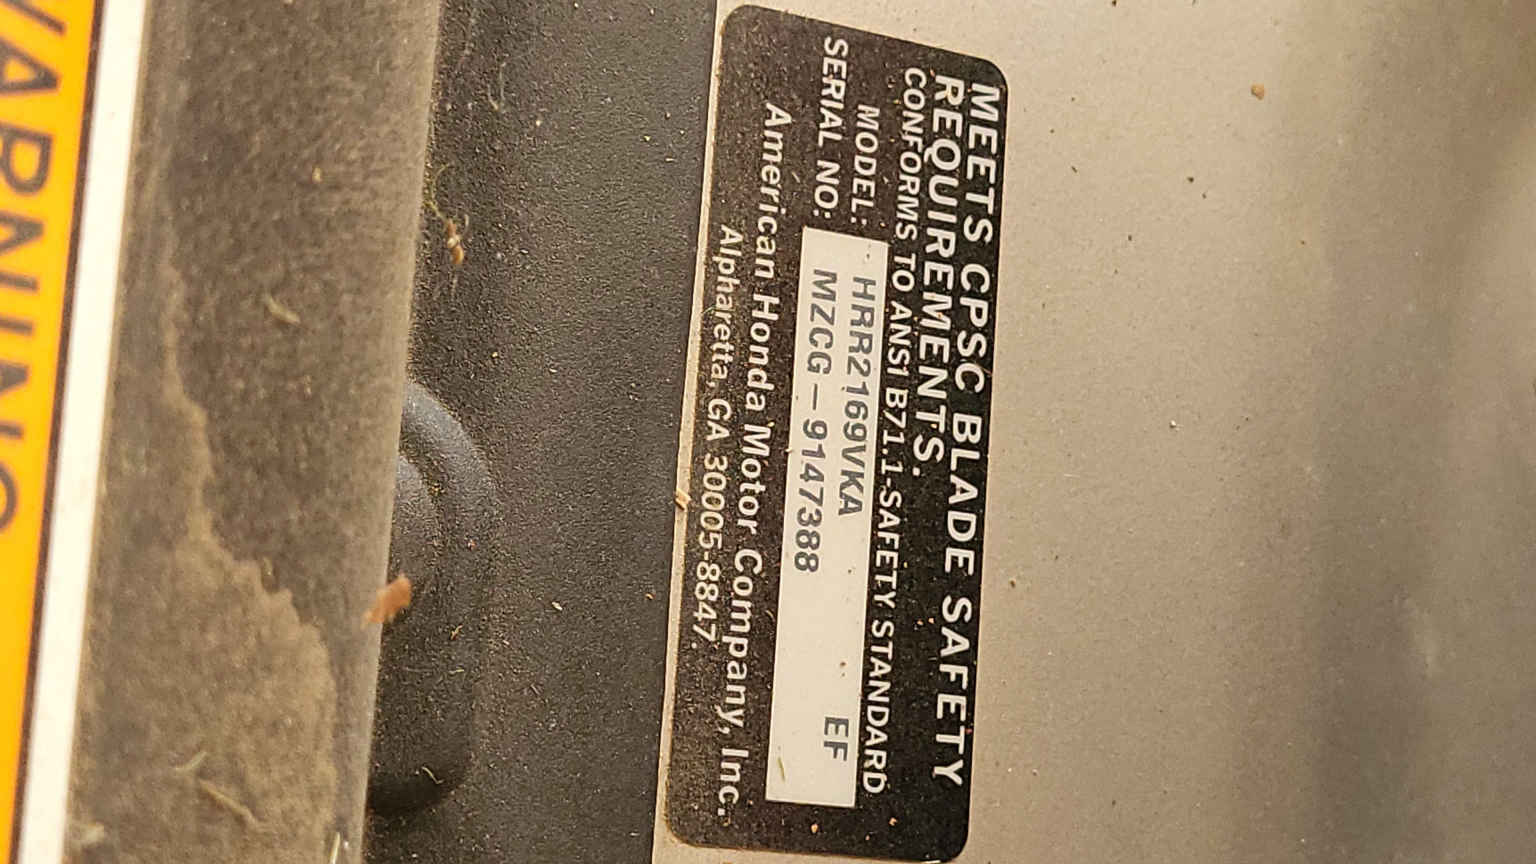 MEETS CPSC BLADE SAFETY
REQUIREMENTS.
CONFORMS TO ANSI B71.1-SAFETY STANDARD
MODEL: HRR2169VKA EF
SERIAL NO: MZCG-9147388
American Honda Motor Company, Inc.
Alpharetta, GA 30005-8847.
WARNING